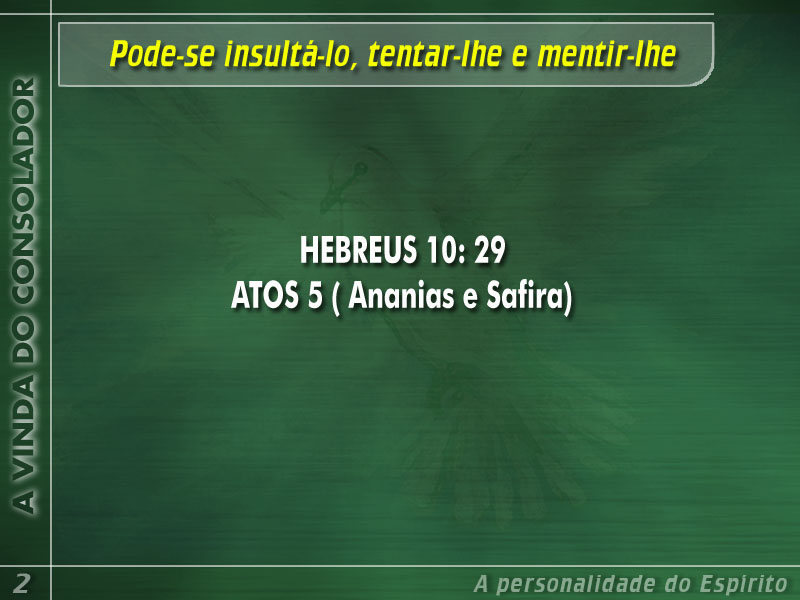 Pode-se insultá-lo, tentar-lhe e mentir-lhe
HEBREUS 10: 29
ATOS 5 ( Ananias e Safira)
A VINDA DO CONSOLADOR
2
A personalidade do Espírito